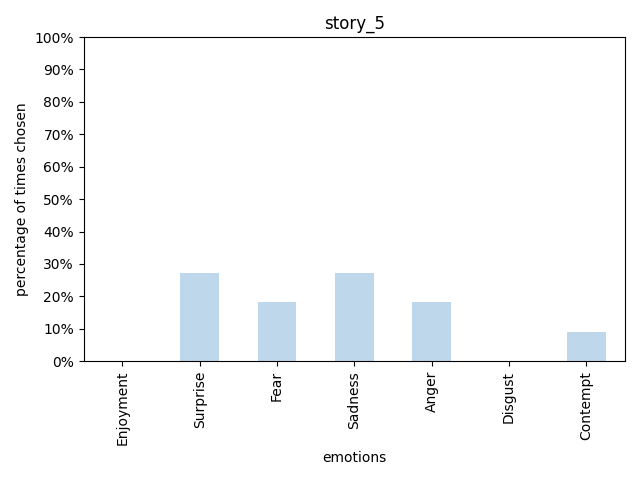 story_5
100%
90%
80%
70%
60%
50%
40%
30%
20%
10%
0%
percentage of times chosen
Enjoyment
Surprise
Fear
Sadness
Anger
Disgust
Contempt
emotions